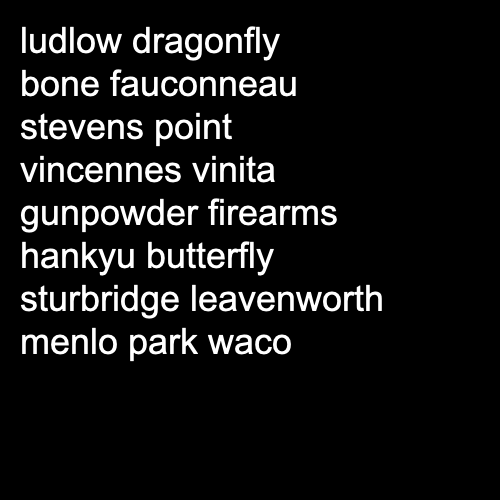 ludlow dragonfly
bone fauconneau
stevens point
vincennes vinita
gunpowder firearms
hankyu butterfly
sturbridge leavenworth
menlo park waco